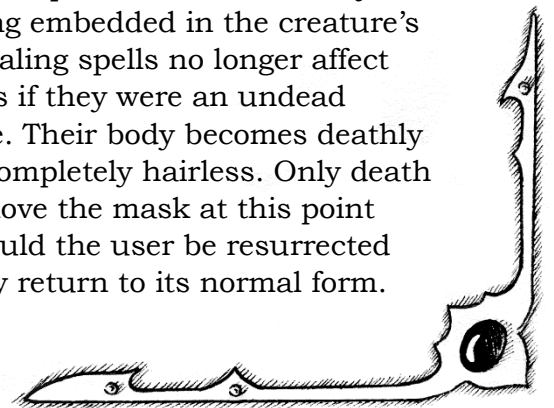 ng embedded in the creature's
aling spells no longer affect
s if they were an undead
e. Their body becomes deathly
ompletely hairless. Only death
ove the mask at this point
uld the user be resurrected
y return to its normal form.